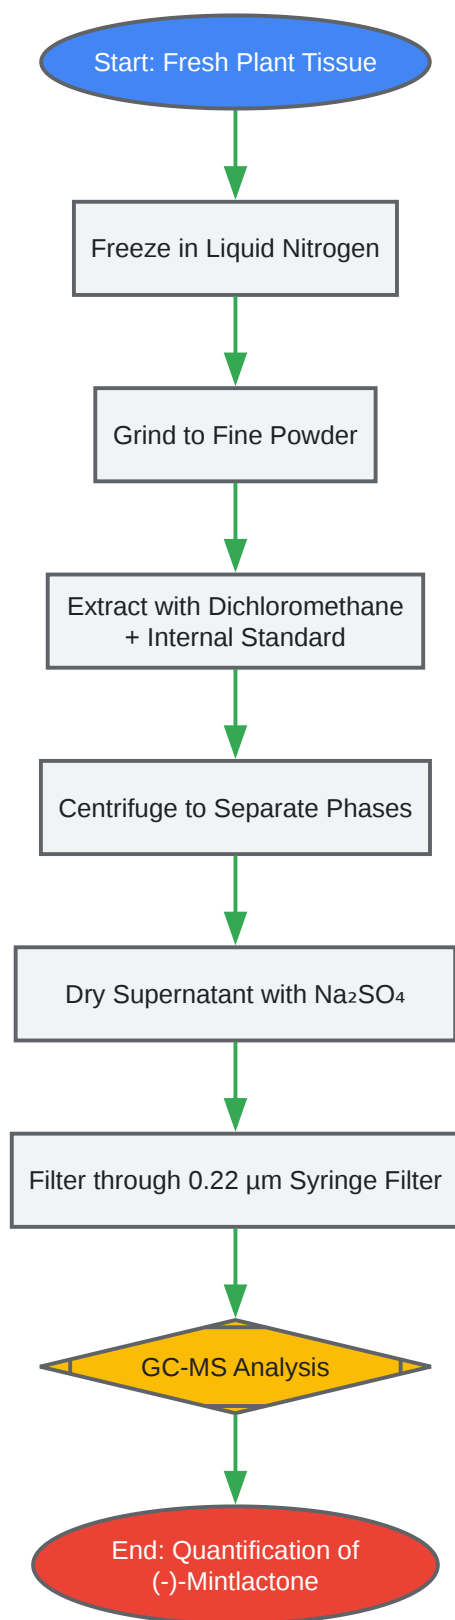 Start: Fresh Plant Tissue
Freeze in Liquid Nitrogen
Grind to Fine Powder
Extract with Dichloromethane
+ Internal Standard
Centrifuge to Separate Phases
Dry Supernatant with Na₂SO₄
Filter through 0.22 µm Syringe Filter
GC-MS Analysis
End: Quantification of
(-)-Mintlactone